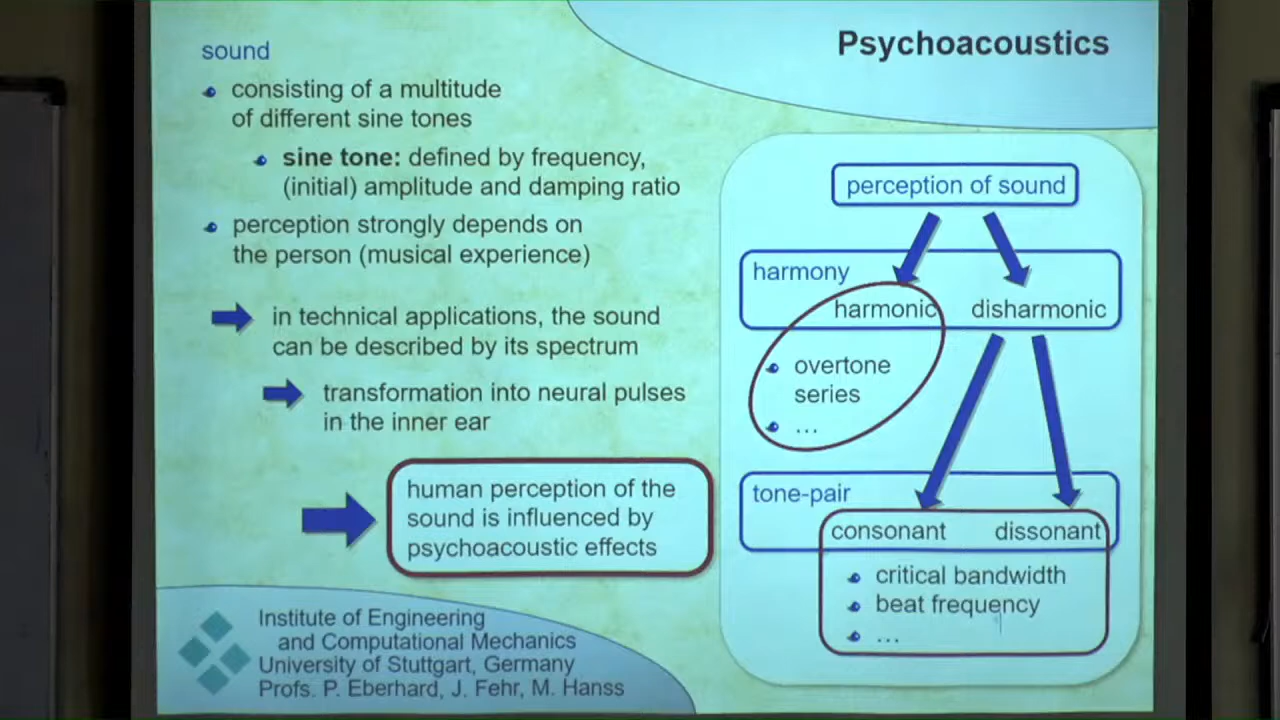 Psychoacoustics
sound
consisting of a multitude
of different sine tones
sine tone: defined by frequency,
(initial) amplitude and damping ratio
perception strongly depends on
the person (musical experience)
in technical applications, the sound
can be described by its spectrum
transformation into neural pulses
in the inner ear
human perception of the
sound is influenced by
psychoacoustic effects
perception of sound
harmony
harmonic disharmonic
overtone
series
...
tone-pair
consonant dissonant
critical bandwidth
beat frequency
...
Institute of Engineering
and Computational Mechanics
University of Stuttgart, Germany
Profs. P. Eberhard, J. Fehr, M. Hanss